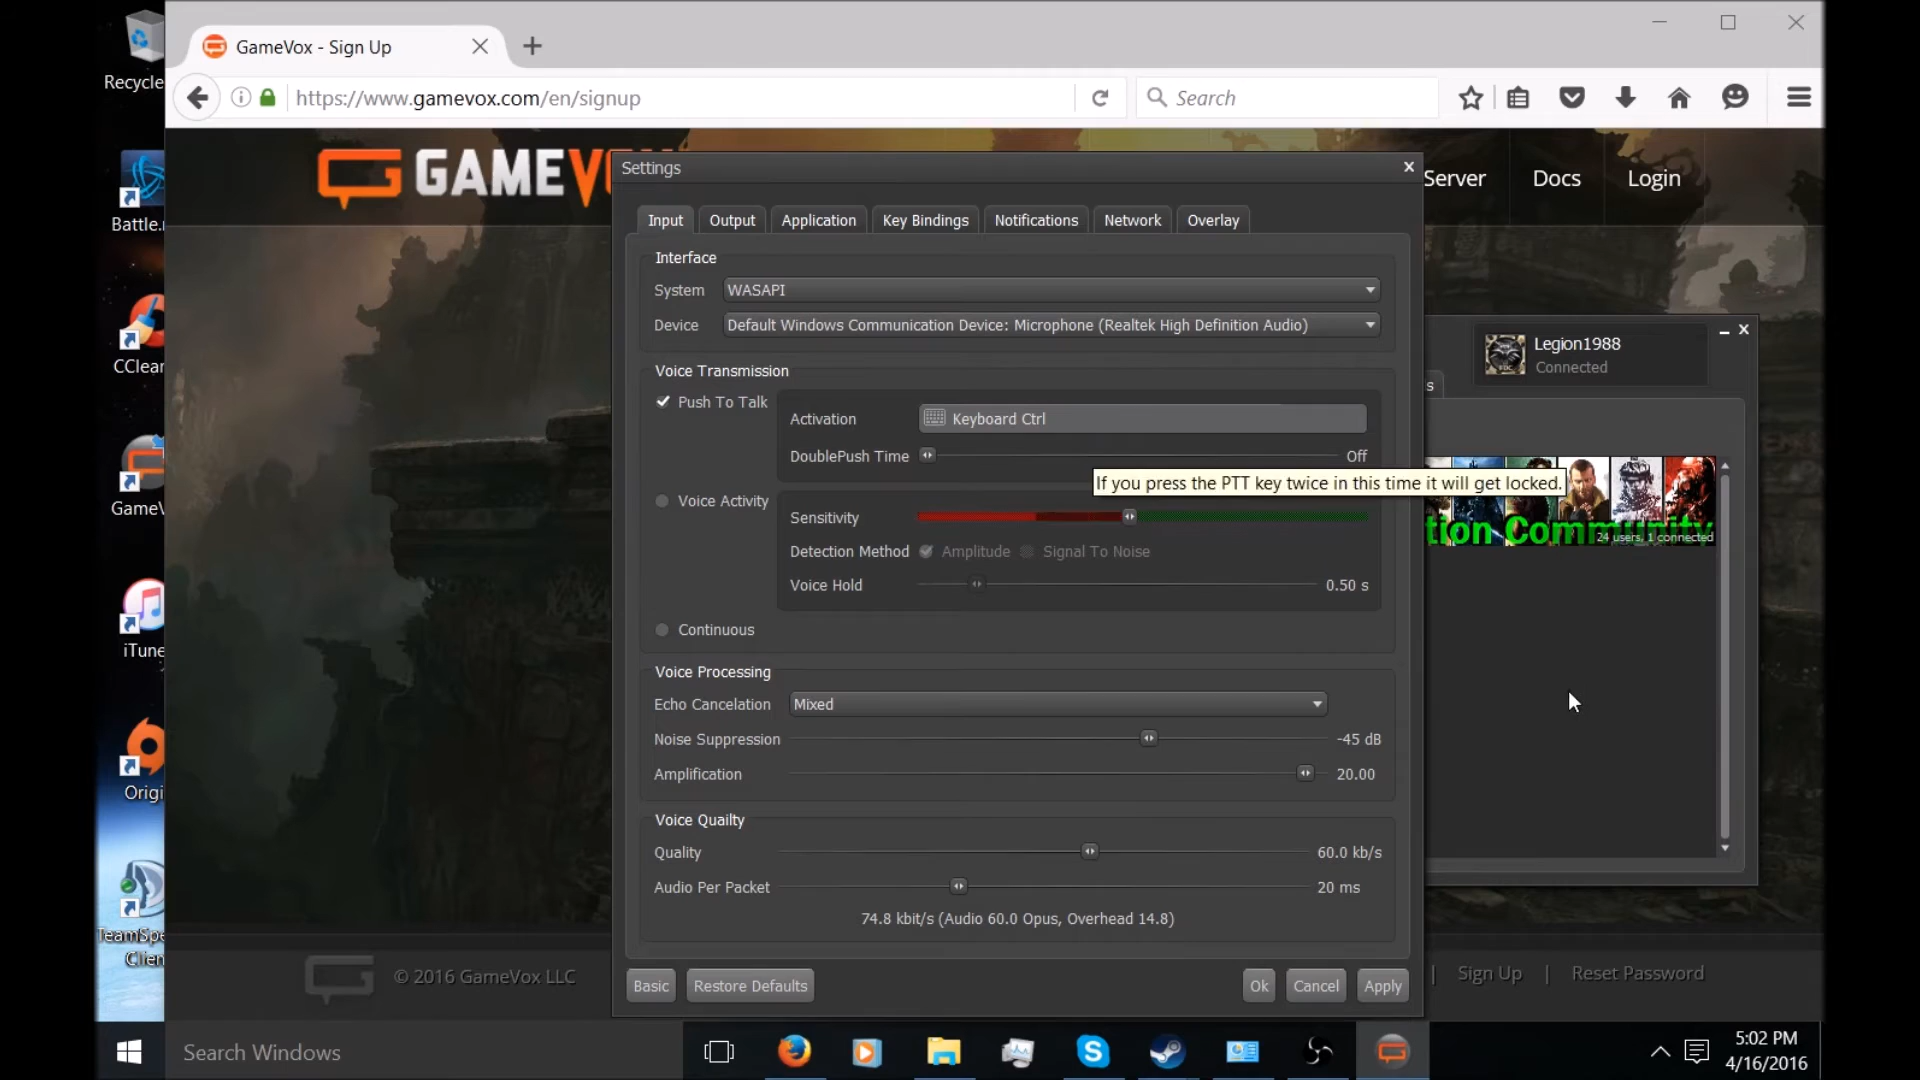 Recycle
GameVox - Sign Up
https://www.gamevox.com/en/signup
Search
Battle.n
CClean
GameV
iTune
Origi
TeamSpe
Clien
GAMEV
Server
Docs
Login
Settings
Input
Output
Application
Key Bindings
Notifications
Network
Overlay
Interface
System
WASAPI
Device
Default Windows Communication Device: Microphone (Realtek High Definition Audio)
Voice Transmission
Push To Talk
Activation
Keyboard Ctrl
DoublePush Time
Off
If you press the PTT key twice in this time it will get locked.
Voice Activity
Sensitivity
Detection Method
Amplitude
Signal To Noise
Voice Hold
0.50 s
Continuous
Voice Processing
Echo Cancelation
Mixed
Noise Suppression
-45 dB
Amplification
20.00
Voice Quailty
Quality
60.0 kb/s
Audio Per Packet
20 ms
74.8 kbit/s (Audio 60.0 Opus, Overhead 14.8)
Basic
Restore Defaults
Ok
Cancel
Apply
Legion1988
Connected
s
tion Community
24 users, 1 connected
© 2016 GameVox LLC
| Sign Up | Reset Password
Search Windows
5:02 PM
4/16/2016